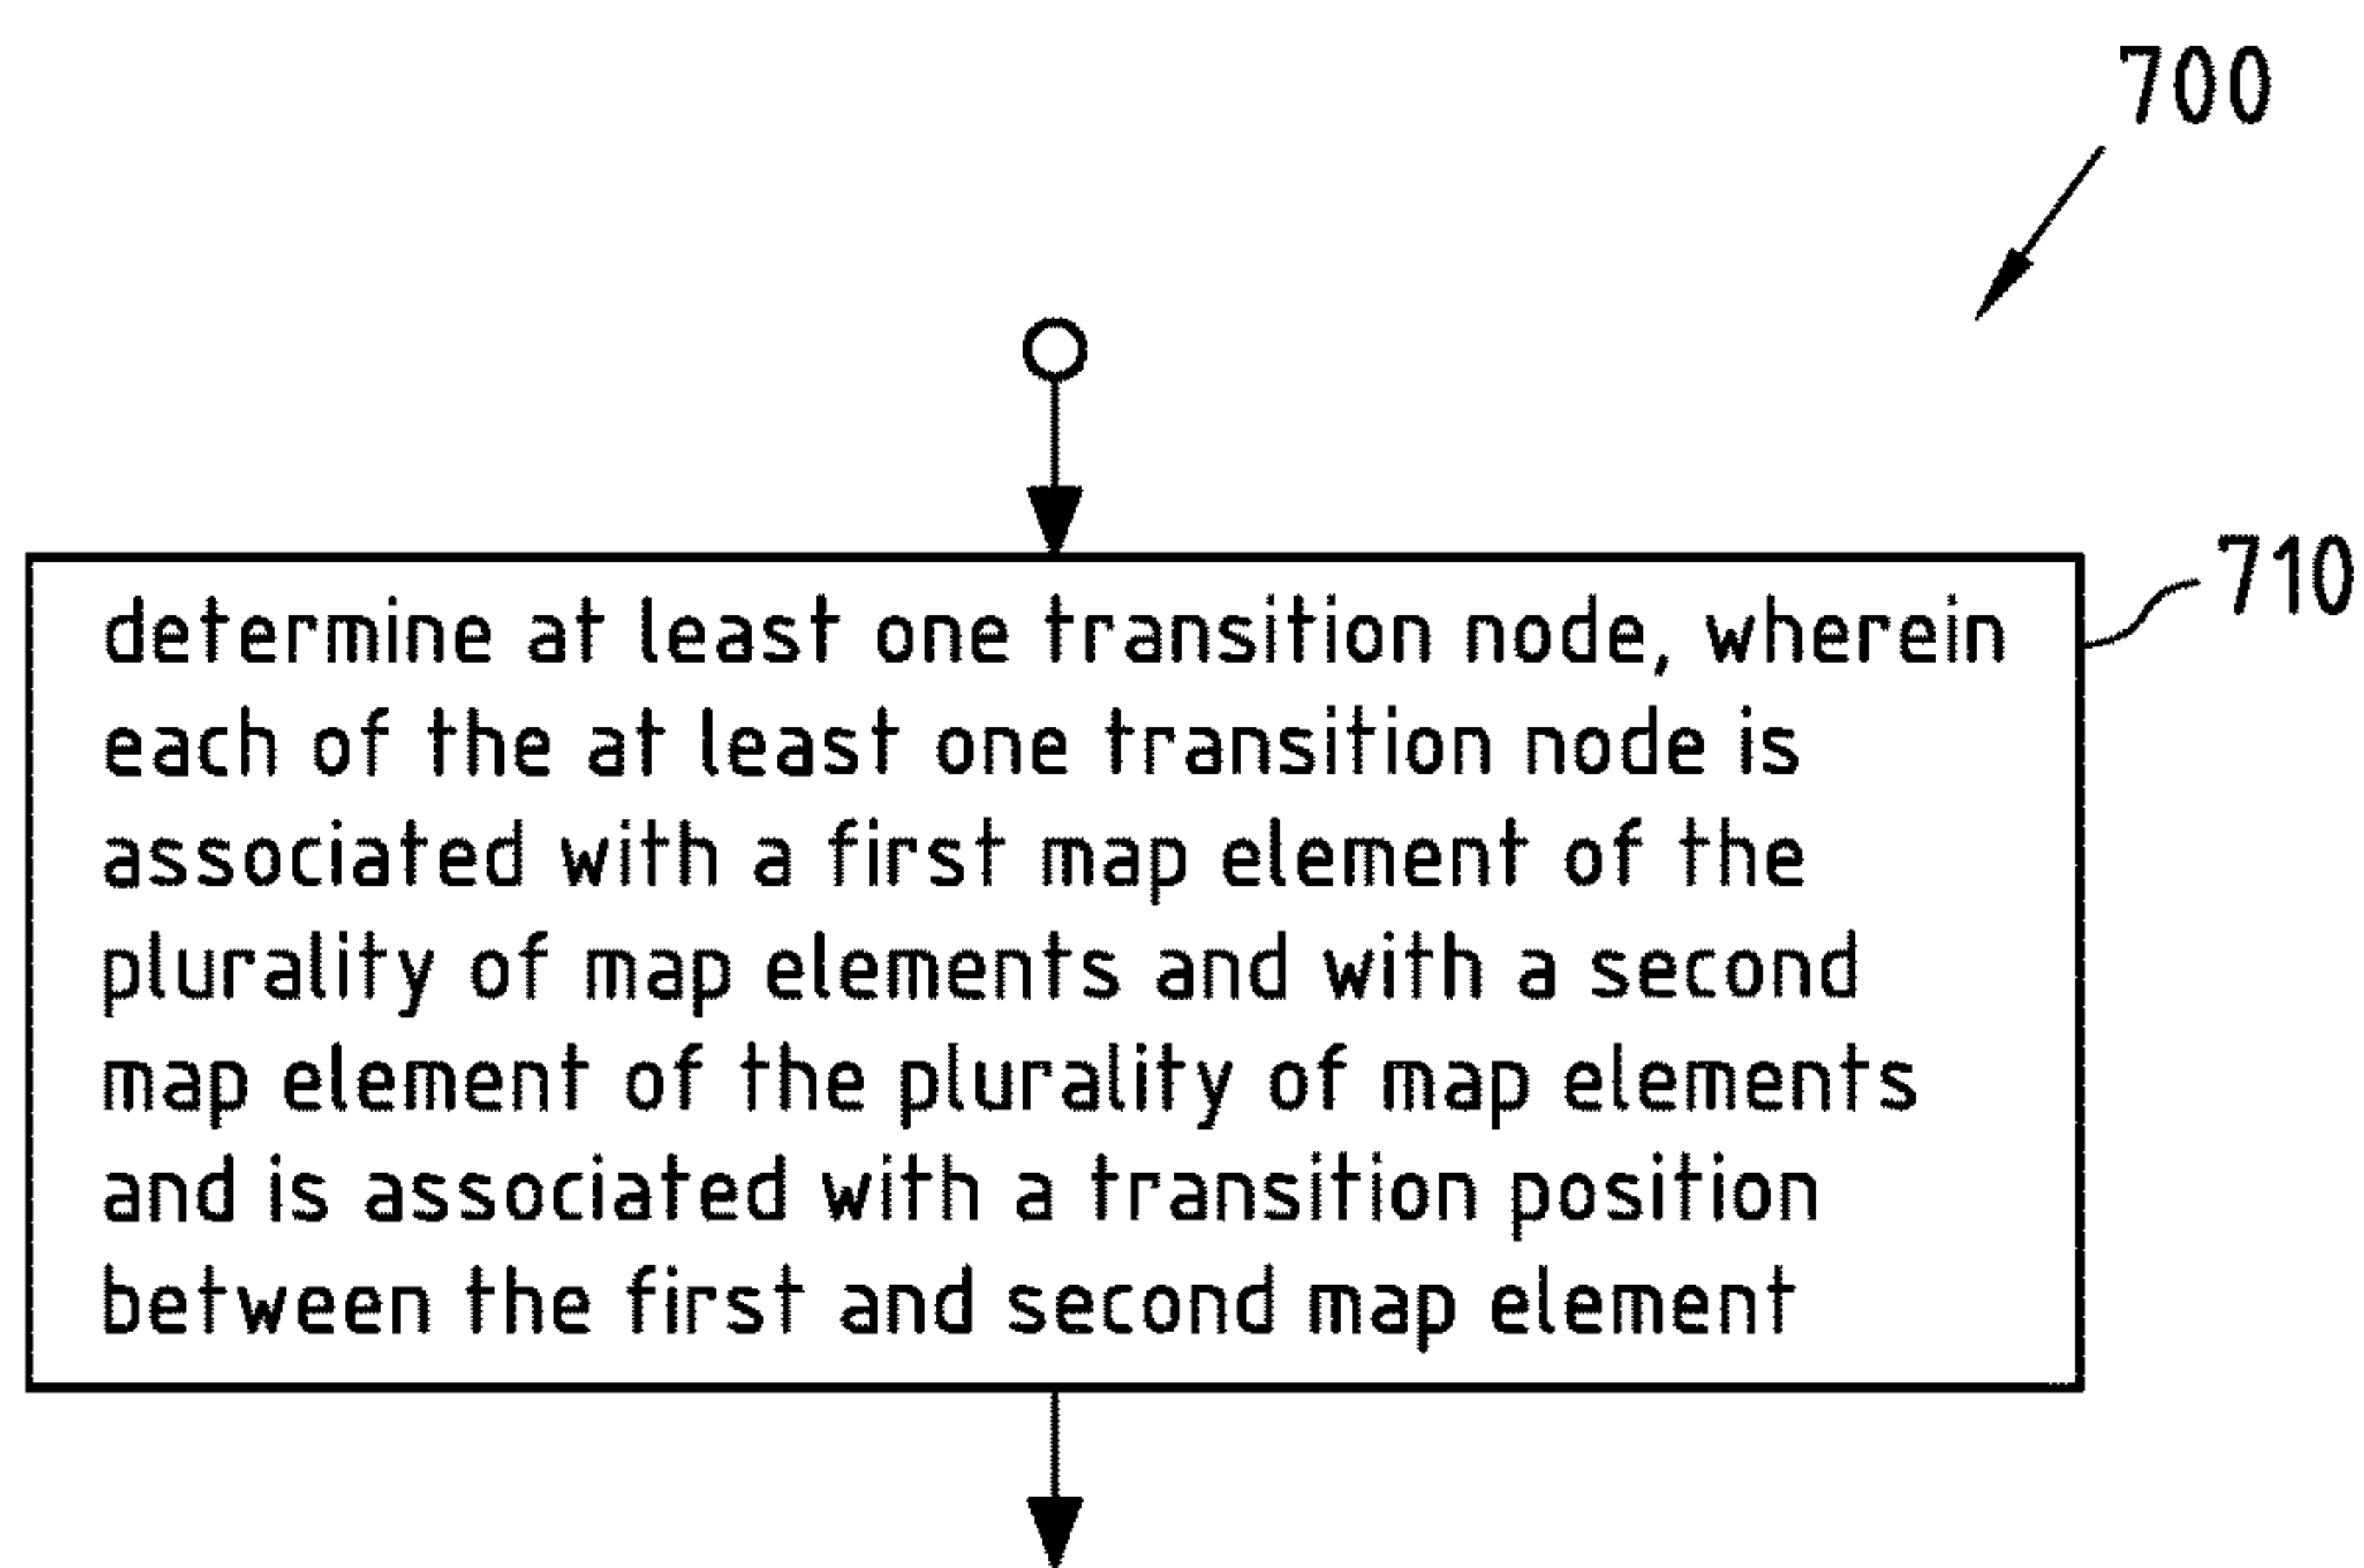 700
710
determine at least one transition node, wherein
each of the at least one transition node is
associated with a first map element of the
plurality of map elements and with a second
map element of the plurality of map elements
and is associated with a transition position
between the first and second map element